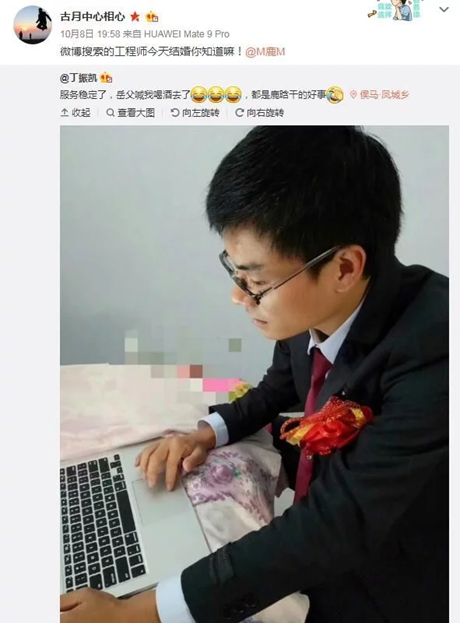 古月中心相心
10月8日 19:58 来自 HUAWEI Mate 9 Pro
微博搜索的工程师今天结婚你知道嘛！@M鹿M
@丁振凯
服务稳定了，岳父喊我喝酒去了，都是鹿晗干的好事 侯马·凤城乡
收起 查看大图 向左旋转 向右旋转